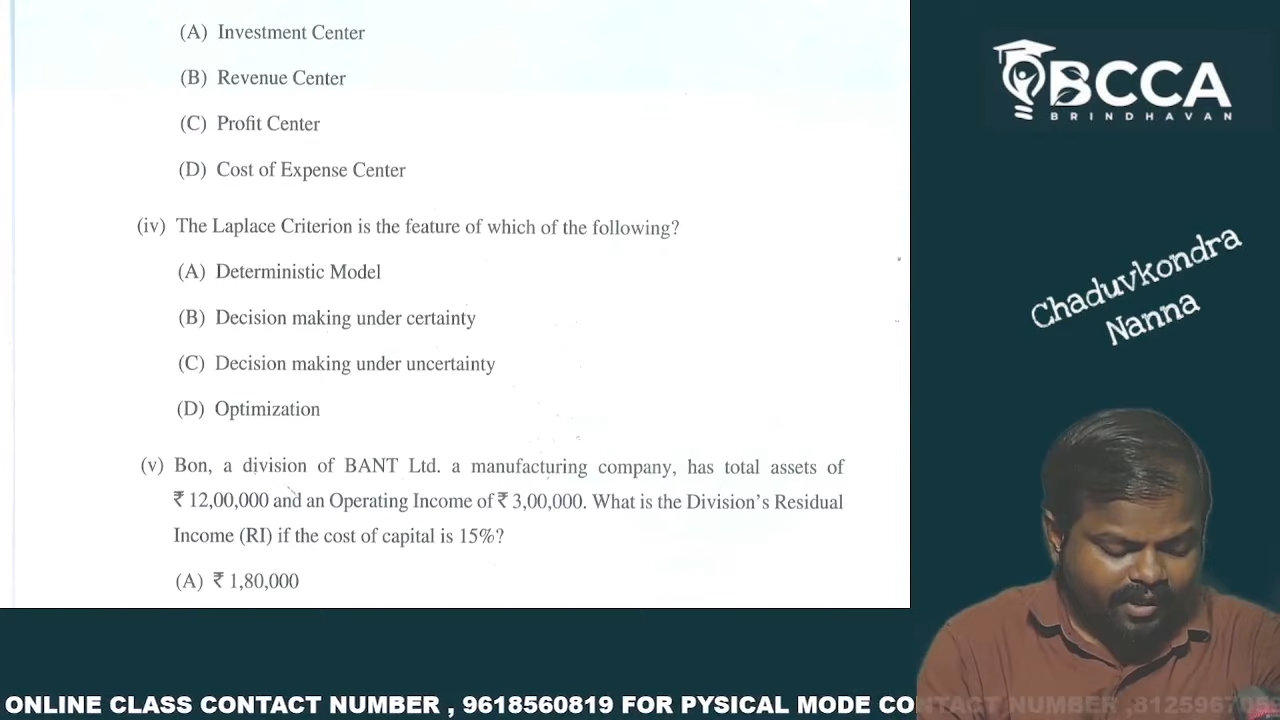 (A) Investment Center
(B) Revenue Center
(C) Profit Center
(D) Cost of Expense Center
(iv) The Laplace Criterion is the feature of which of the following?
(A) Deterministic Model
(B) Decision making under certainty
(C) Decision making under uncertainty
(D) Optimization
(v) Bon, a division of BANT Ltd. a manufacturing company, has total assets of
₹ 12,00,000 and an Operating Income of ₹ 3,00,000. What is the Division's Residual
Income (RI) if the cost of capital is 15%?
(A) ₹ 1,80,000
BCCA
BRINDHAVAN
Chaduvkondra
Nanna
ONLINE CLASS CONTACT NUMBER , 9618560819 FOR PYSICAL MODE CONTACT NUMBER